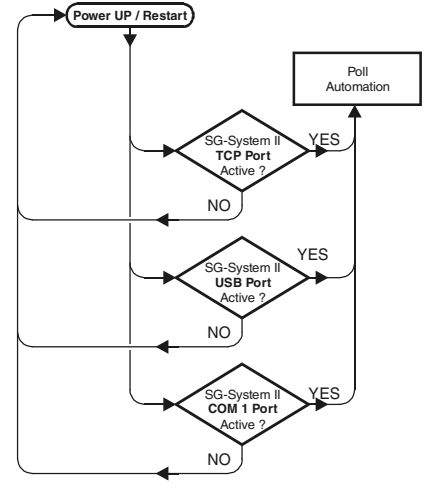 Power UP / Restart
Poll
Automation
SG-System II
TCP Port
Active ?
YES
NO
SG-System II
USB Port
Active ?
YES
NO
SG-System II
COM 1 Port
Active ?
YES
NO